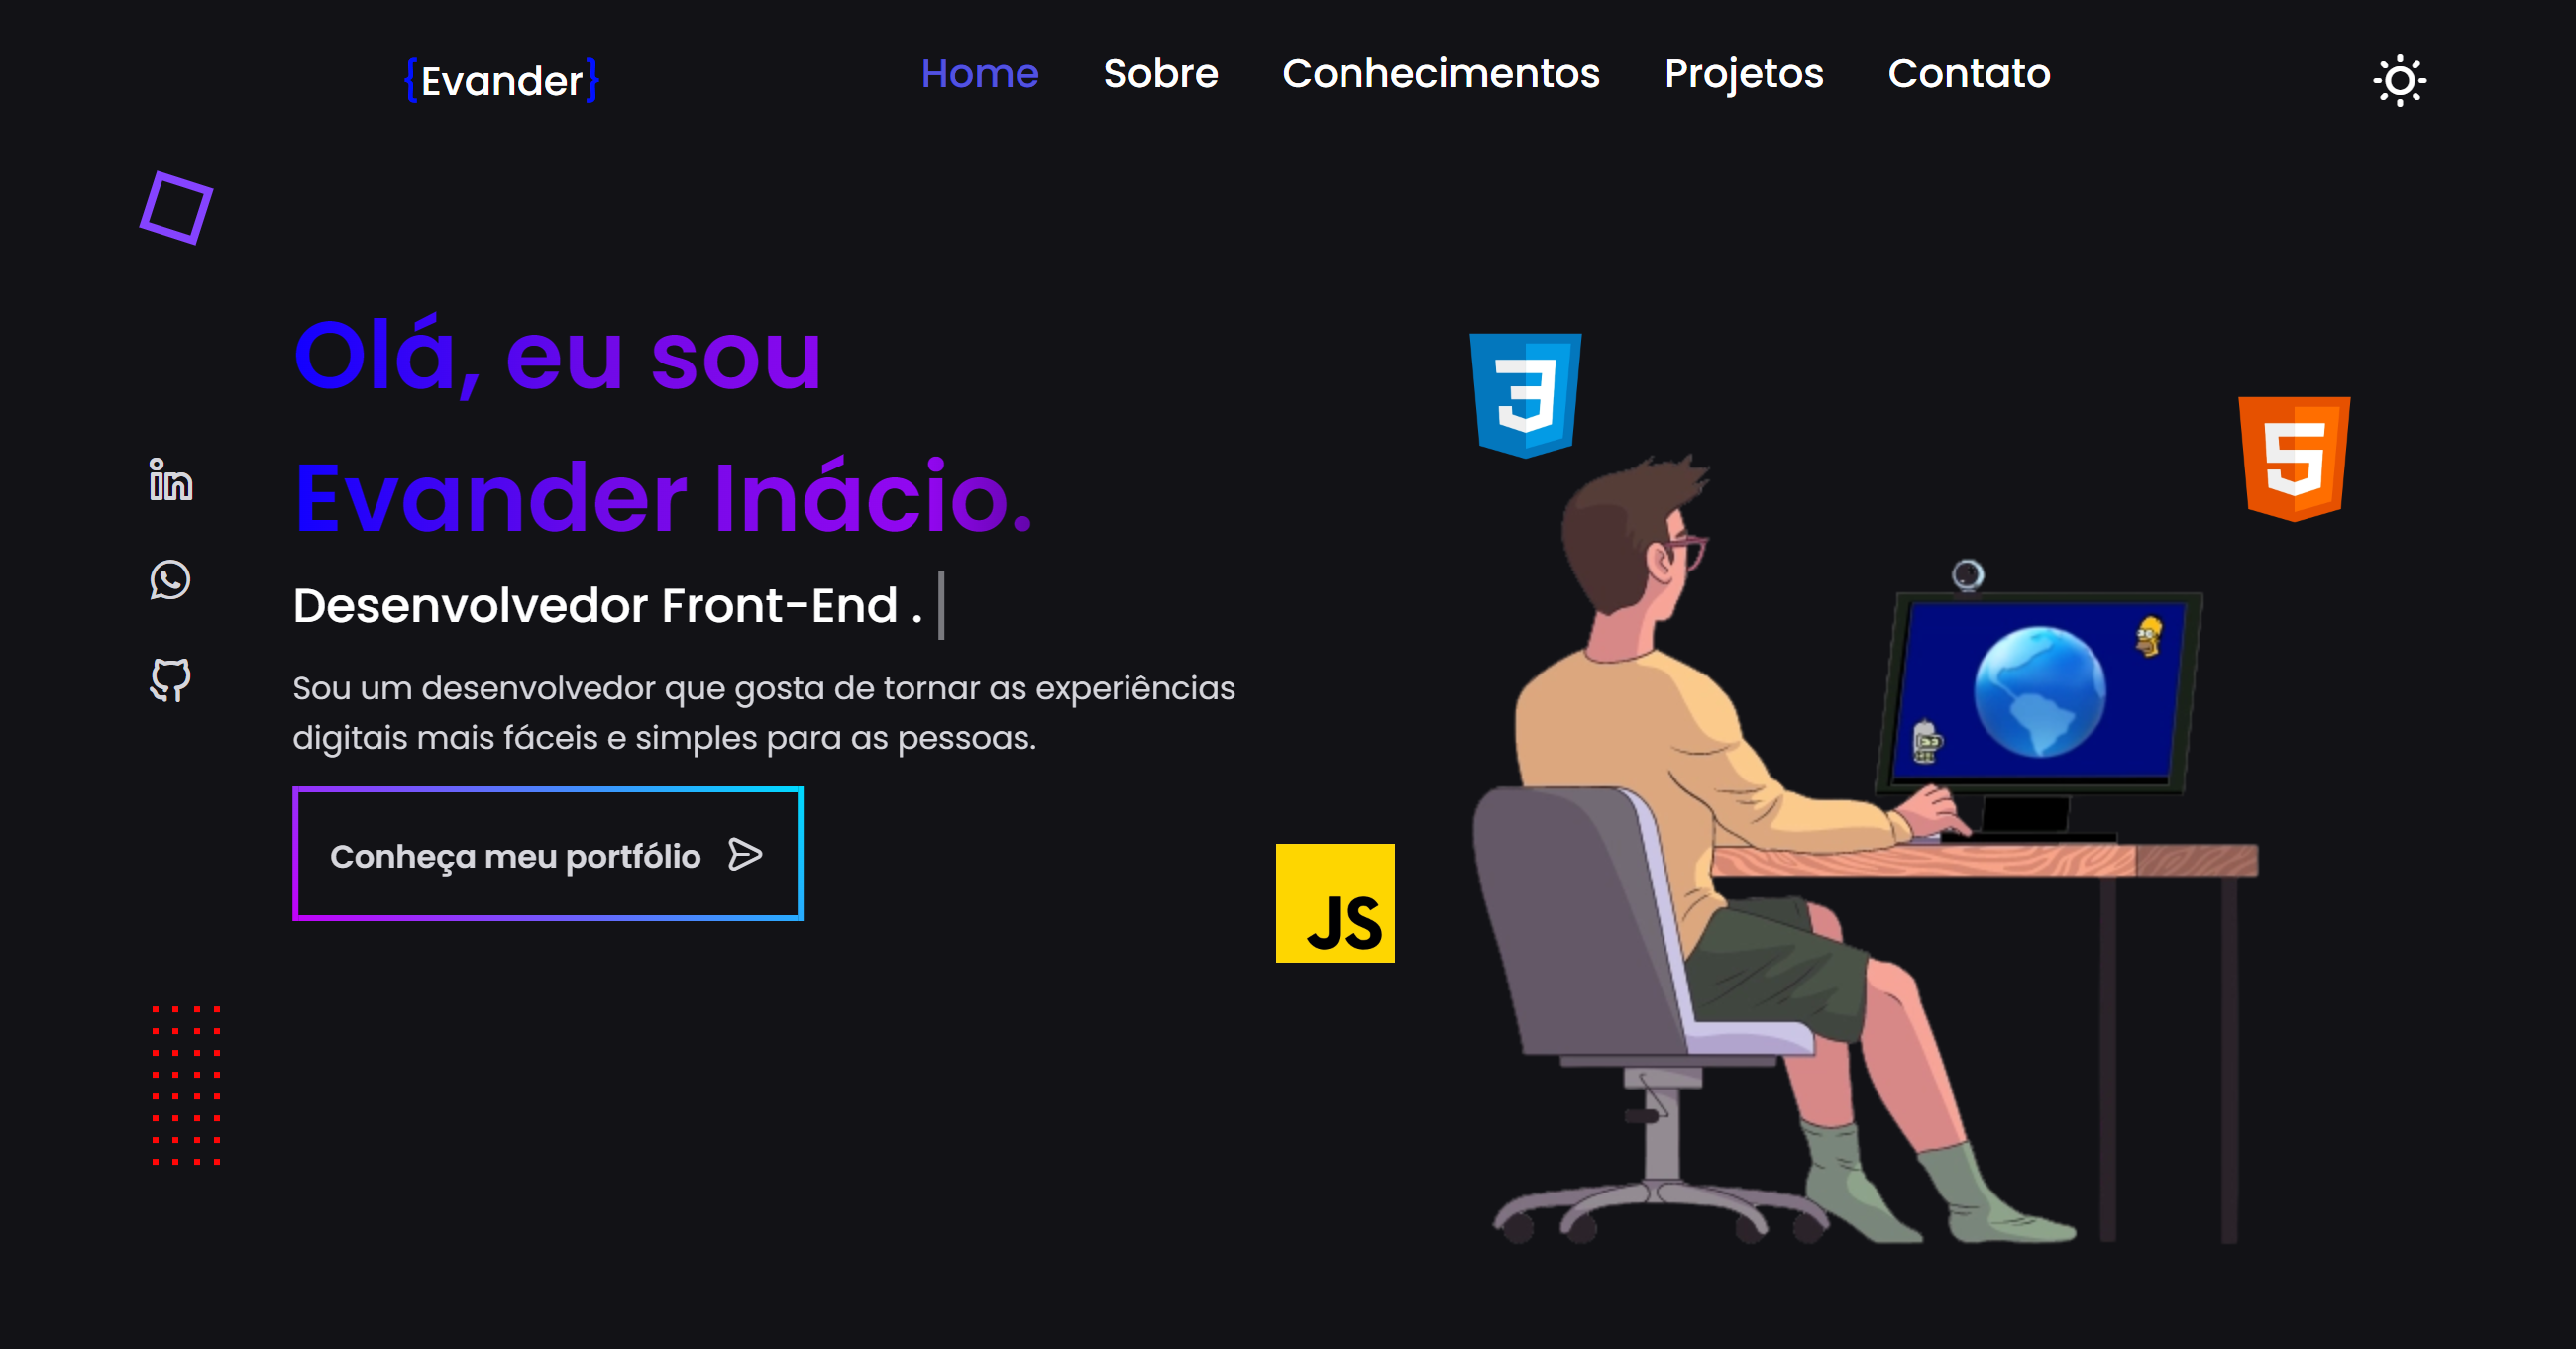 {Evander}
Home Sobre Conhecimentos Projetos Contato
Olá, eu sou
Evander Inácio.
Desenvolvedor Front-End .
Sou um desenvolvedor que gosta de tornar as experiências
digitais mais fáceis e simples para as pessoas.
Conheça meu portfólio
in
3
5
JS